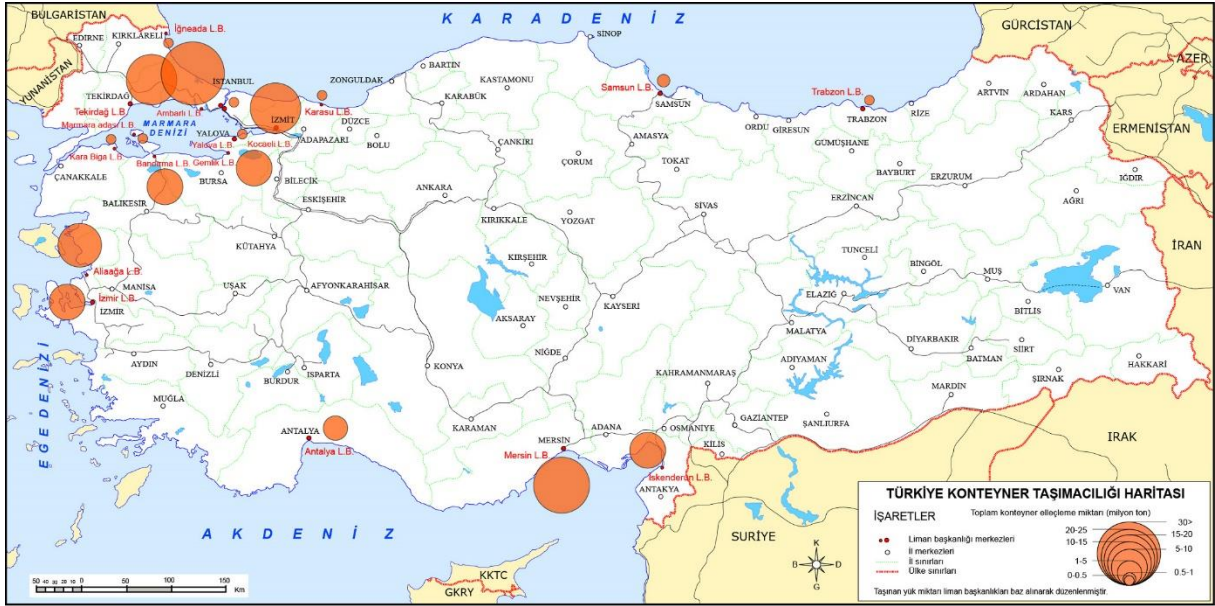 BULGARİSTAN
K A R A D E N İ Z
GÜRCİSTAN
İğneada L.B.
EDİRNE
KIRKLARELİ
SİNOP
YUNANİSTAN
BARTIN
KASTAMONU
ZONGULDAK
KARABÜK
AZER
ARTVİN
ARDAHAN
İSTANBUL
TEKİRDAĞ
Tekirdağ L.B.
Ambarlı L.B.
Karasu L.B.
Samsun L.B.
SAMSUN
Trabzon L.B.
TRABZON
RİZE
KARS
Marmara adası L.B.
MARMARA
DENİZİ
İZMİT
DÜZCE
ADAPAZARI
BOLU
ORDU
GİRESUN
ERMENİSTAN
YALOVA
Yalova L.B.
Kocaeli L.B.
ÇANKIRI
AMASYA
TOKAT
ÇORUM
GÜMÜŞHANE
BAYBURT
ERZURUM
IĞDIR
Kara Biga L.B.
Bandırma L.B.
Gemlik L.B.
ÇANAKKALE
BURSA
BİLECİK
ANKARA
ESKİŞEHİR
KIRIKKALE
YOZGAT
SİVAS
ERZİNCAN
AĞRI
BALIKESİR
KÜTAHYA
KIRŞEHİR
TUNCELİ
BİNGÖL
MUŞ
İRAN
Aliağa L.B.
MANİSA
UŞAK
AFYONKARAHİSAR
NEVŞEHİR
KAYSERİ
ELAZIĞ
VAN
BİTLİS
İzmir L.B.
İZMİR
AKSARAY
MALATYA
E G E D E N İ Z İ
AYDIN
DENİZLİ
BURDUR
ISPARTA
KONYA
NİĞDE
DİYARBAKIR
BATMAN
SİİRT
HAKKARİ
ADIYAMAN
KAHRAMANMARAŞ
ŞIRNAK
MARDİN
MUĞLA
ANTALYA
Antalya L.B.
KARAMAN
MERSİN
Mersin L.B.
ADANA
OSMANİYE
GAZİANTEP
ŞANLIURFA
KİLİS
IRAK
İskenderun L.B.
ANTAKYA
A K D E N İ Z
SURİYE
KKTC
GKRY
K
B
D
G
50 40 30 20 10 0 50 100 150
Km
TÜRKİYE KONTEYNER TAŞIMACILIĞI HARİTASI
İŞARETLER
Toplam konteyner elleçleme miktarı (milyon ton)
Liman başkanlığı merkezleri
İl merkezleri
İl sınırları
Ülke sınırları
30>
20-25
15-20
10-15
5-10
1-5
0.5-1
0-0.5
Taşınan yük miktarı liman başkanlıkları baz alınarak düzenlenmiştir.